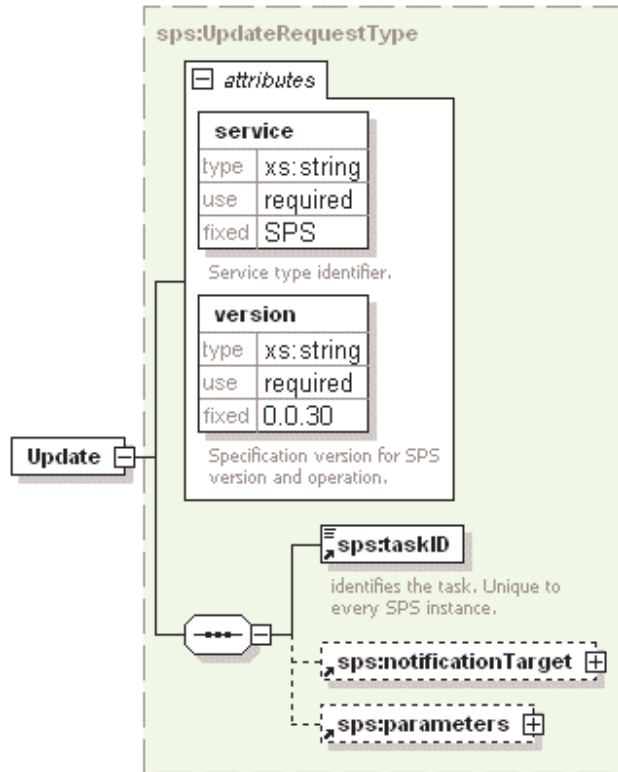 sps:UpdateRequestType
attributes
service
type xs:string
use required
fixed SPS
Service type identifier.
version
type xs:string
use required
fixed 0.0.30
Specification version for SPS
version and operation.
Update
sps:taskID
identifies the task. Unique to
every SPS instance.
sps:notificationTarget
sps:parameters